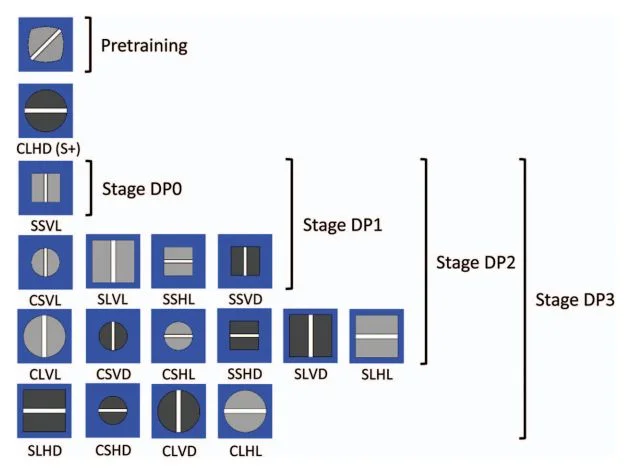 Pretraining
CLHD (S+)
Stage DP0
SSVL
Stage DP1
CSVL SLVL SSHL SSVD
Stage DP2
Stage DP3
CLVL CSVD CSHL SSHD SLVD SLHL
SLHD CSHD CLVD CLHL